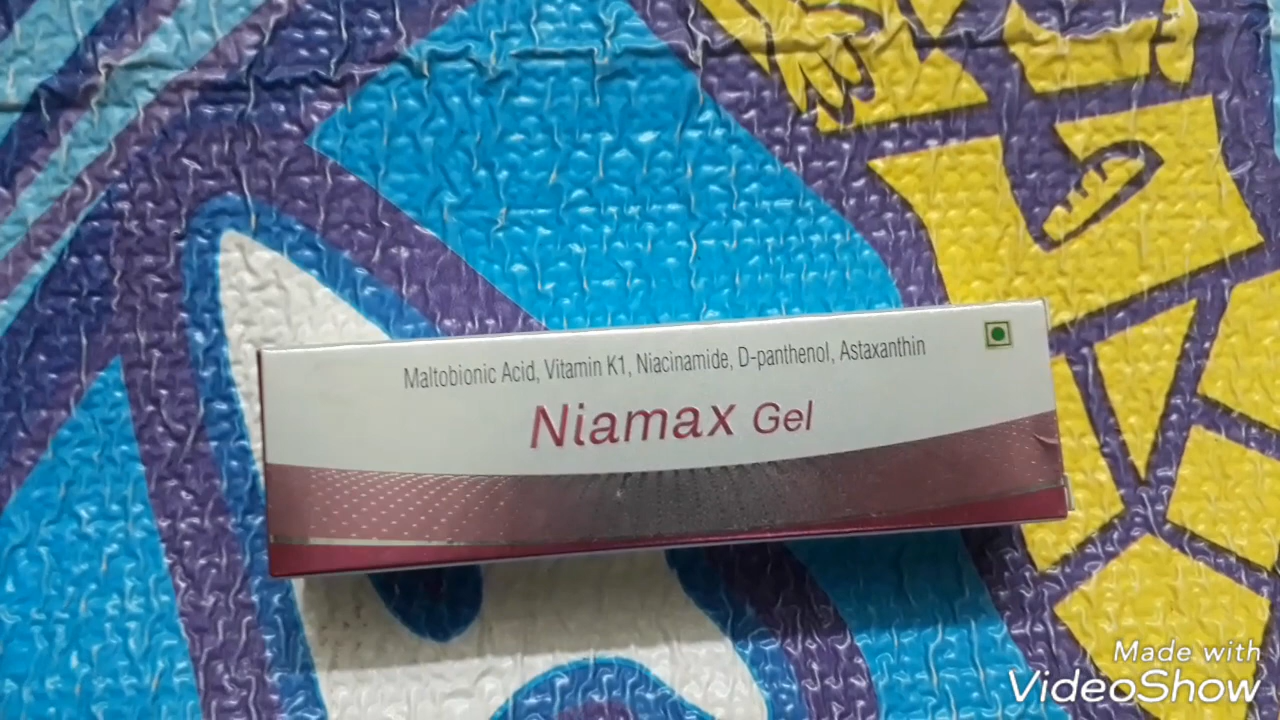 Maltobionic Acid, Vitamin K1, Niacinamide, D-panthenol, Astaxanthin
Niamax Gel
Made with
VideoShow